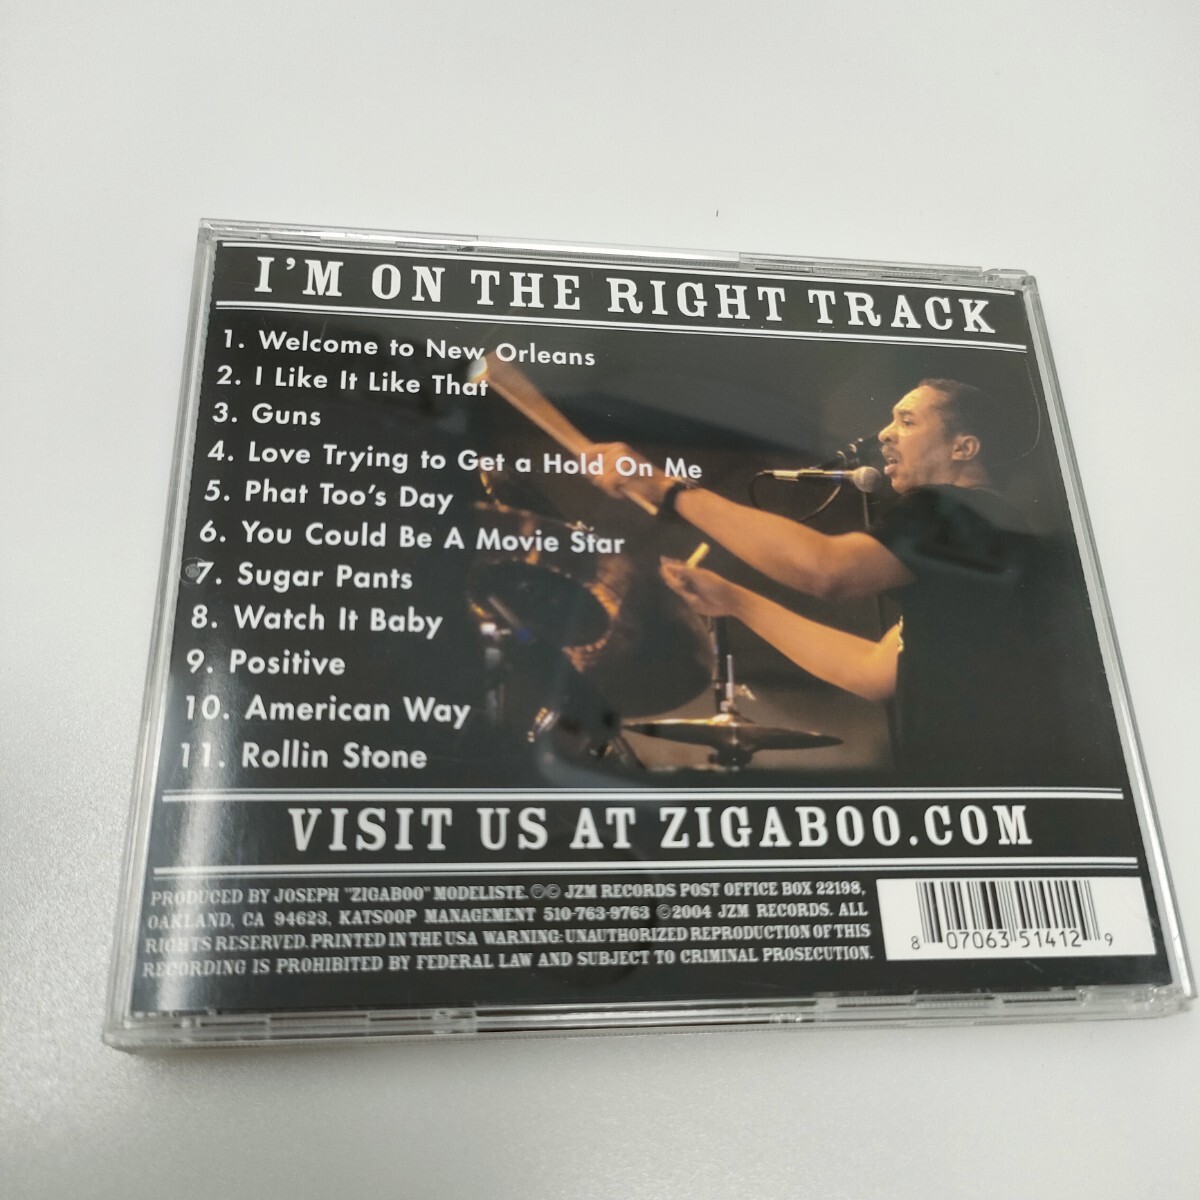 I'M ON THE RIGHT TRACK
1. Welcome to New Orleans
2. I Like It Like That
3. Guns
4. Love Trying to Get a Hold On Me
5. Phat Too's Day
6. You Could Be A Movie Star
7. Sugar Pants
8. Watch It Baby
9. Positive
10. American Way
11. Rollin Stone
VISIT US AT ZIGABOO.COM
PRODUCED BY JOSEPH "ZIGABOO" MODELISTE. ℗© JZM RECORDS POST OFFICE BOX 22198,
OAKLAND, CA 94623, KATSOOP MANAGEMENT 510-763-9763 ©2004 JZM RECORDS. ALL
RIGHTS RESERVED. PRINTED IN THE USA WARNING: UNAUTHORIZED REPRODUCTION OF THIS
RECORDING IS PROHIBITED BY FEDERAL LAW AND SUBJECT TO CRIMINAL PROSECUTION.
8 07063 51412 9